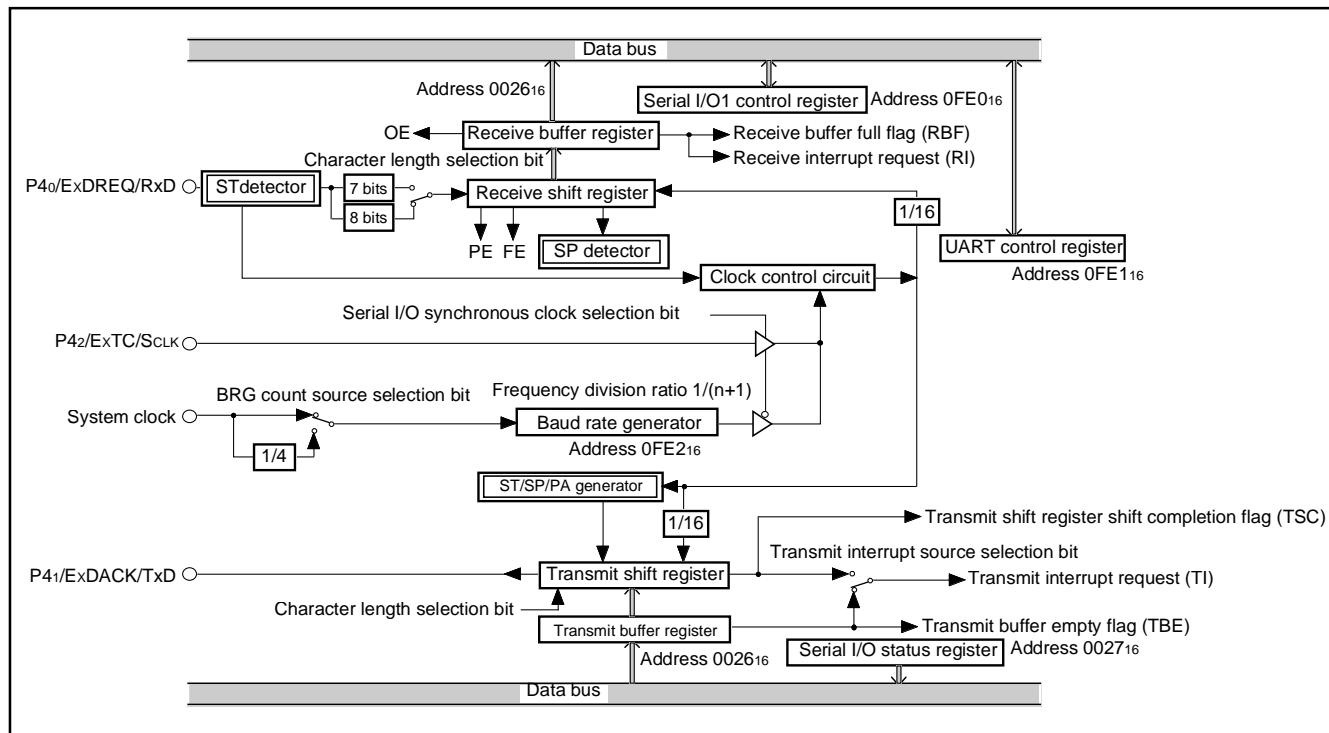 Data bus
Address 002616
Serial I/O1 control register
Address 0FE016
OE
Receive buffer register
Receive buffer full flag (RBF)
Receive interrupt request (RI)
Character length selection bit
P40/EXDREQ/RxD
STdetector
7 bits
8 bits
Receive shift register
1/16
PE
FE
SP detector
UART control register
Address 0FE116
Clock control circuit
Serial I/O synchronous clock selection bit
P42/EXTC/SCLK
BRG count source selection bit
Frequency division ratio 1/(n+1)
System clock
Baud rate generator
1/4
Address 0FE216
ST/SP/PA generator
1/16
Transmit shift register shift completion flag (TSC)
Transmit interrupt source selection bit
P41/EXDACK/TxD
Transmit shift register
Transmit interrupt request (TI)
Character length selection bit
Transmit buffer register
Transmit buffer empty flag (TBE)
Address 002616
Serial I/O status register
Address 002716
Data bus